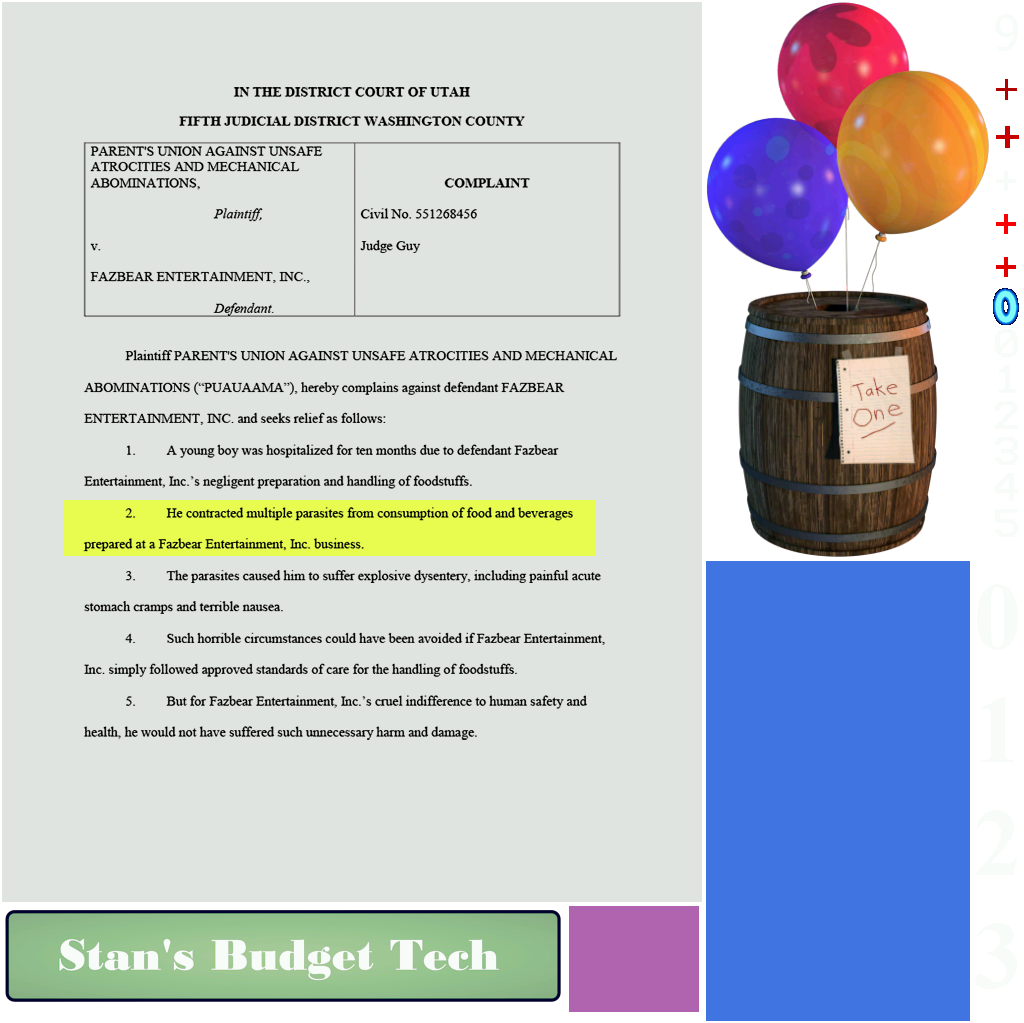 IN THE DISTRICT COURT OF UTAH
FIFTH JUDICIAL DISTRICT WASHINGTON COUNTY
PARENT'S UNION AGAINST UNSAFE
ATROCITIES AND MECHANICAL
ABOMINATIONS,
Plaintiff,
v.
FAZBEAR ENTERTAINMENT, INC.,
Defendant.
COMPLAINT
Civil No. 551268456
Judge Guy
Plaintiff PARENT'S UNION AGAINST UNSAFE ATROCITIES AND MECHANICAL
ABOMINATIONS (“PUAUAAMA”), hereby complains against defendant FAZBEAR
ENTERTAINMENT, INC. and seeks relief as follows:
1. A young boy was hospitalized for ten months due to defendant Fazbear
Entertainment, Inc.’s negligent preparation and handling of foodstuffs.
2. He contracted multiple parasites from consumption of food and beverages
prepared at a Fazbear Entertainment, Inc. business.
3. The parasites caused him to suffer explosive dysentery, including painful acute
stomach cramps and terrible nausea.
4. Such horrible circumstances could have been avoided if Fazbear Entertainment,
Inc. simply followed approved standards of care for the handling of foodstuffs.
5. But for Fazbear Entertainment, Inc.’s cruel indifference to human safety and
health, he would not have suffered such unnecessary harm and damage.
Stan's Budget Tech
Take
One
9
+
+
+
+
+
0
0
1
2
3
4
5
0
1
2
3